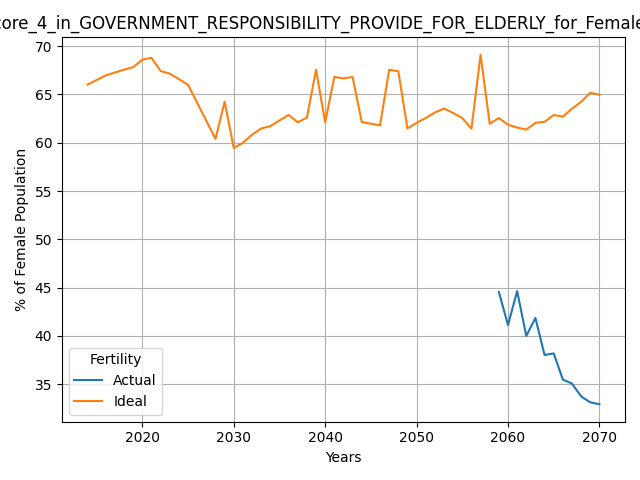 core_4_in_GOVERNMENT_RESPONSIBILITY_PROVIDE_FOR_ELDERLY_for_Female
70
65
60
55
50
45
40
35
% of Female Population
Fertility
Actual
Ideal
2020 2030 2040 2050 2060 2070
Years